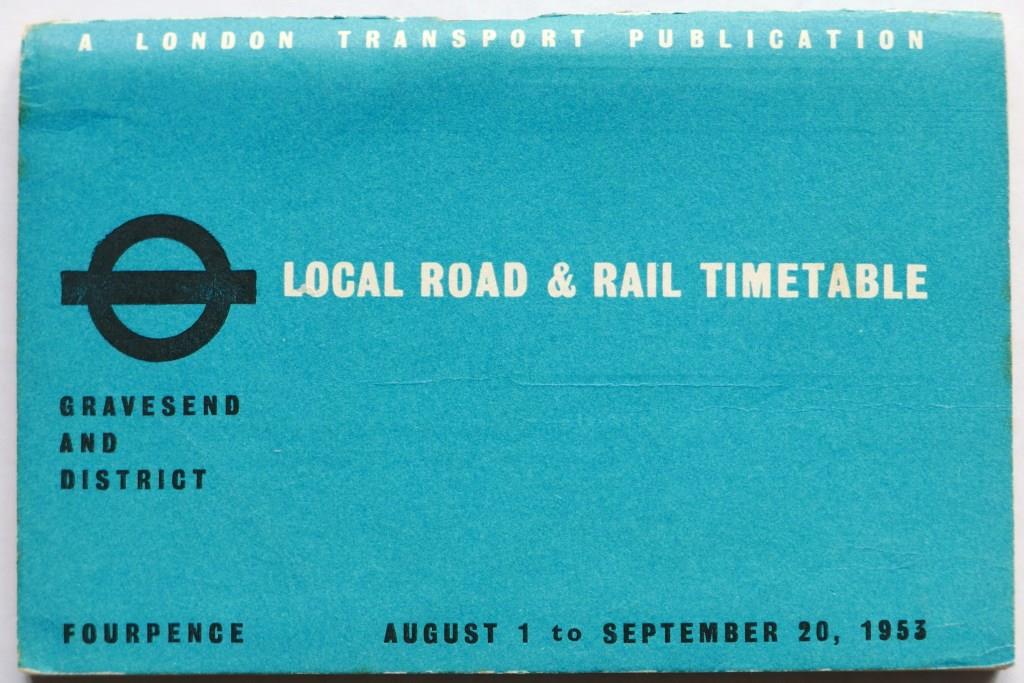 A LONDON TRANSPORT PUBLICATION
LOCAL ROAD & RAIL TIMETABLE
GRAVESEND
AND
DISTRICT
FOURPENCE
AUGUST 1 to SEPTEMBER 20, 1953